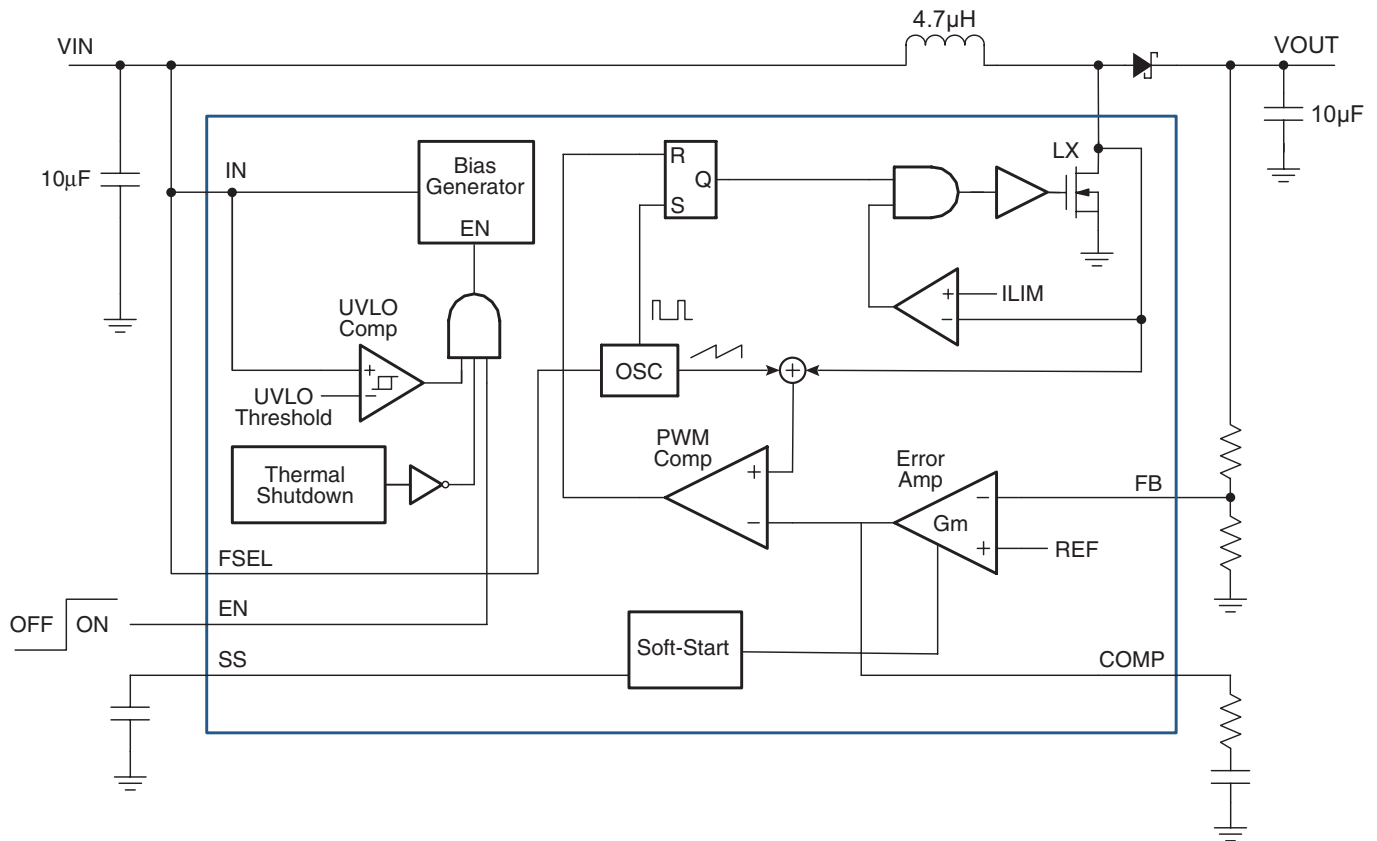 4.7µH
VIN
VOUT
10µF
10μF
IN
Bias
Generator
EN
R
Q
S
LX
ILIM
+
−
UVLO
Comp
+
−
UVLO
Threshold
OSC
+
Thermal
Shutdown
PWM
Comp
+
−
Error
Amp
Gm
−
+
FB
REF
FSEL
OFF
ON
EN
Soft-Start
SS
COMP